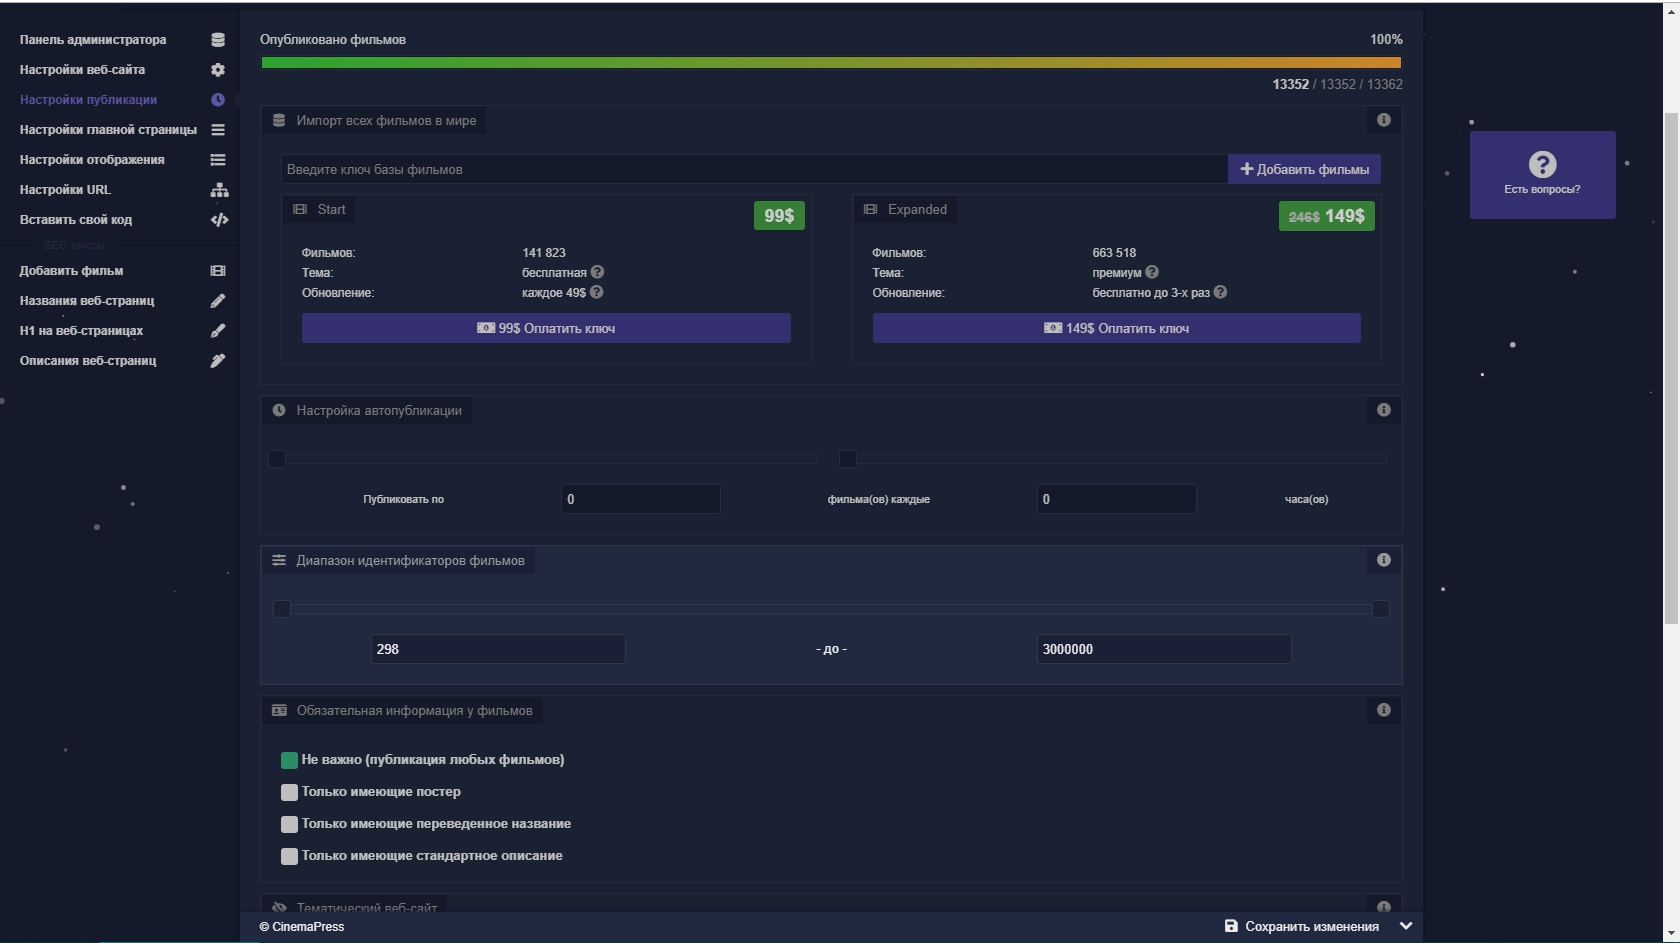 Панель администратора
Настройки веб-сайта
Настройки публикации
Настройки главной страницы
Настройки отображения
Настройки URL
Вставить свой код
SEO тексты
Добавить фильм
Названия веб-страниц
H1 на веб-страницах
Описания веб-страниц
Опубликовано фильмов 100%
13352 / 13352 / 13362
Импорт всех фильмов в мире
Введите ключ базы фильмов Добавить фильмы
Start 99$
Фильмов: 141 823
Тема: бесплатная
Обновление: каждое 49$
99$ Оплатить ключ
Expanded 246$ 149$
Фильмов: 663 518
Тема: премиум
Обновление: бесплатно до 3-х раз
149$ Оплатить ключ
Настройка автопубликации
Публиковать по 0 фильма(ов) каждые 0 часа(ов)
Диапазон идентификаторов фильмов
298 - до - 3000000
Обязательная информация у фильмов
Не важно (публикация любых фильмов)
Только имеющие постер
Только имеющие переведенное название
Только имеющие стандартное описание
Тематический веб-сайт
© CinemaPress Сохранить изменения
Есть вопросы?